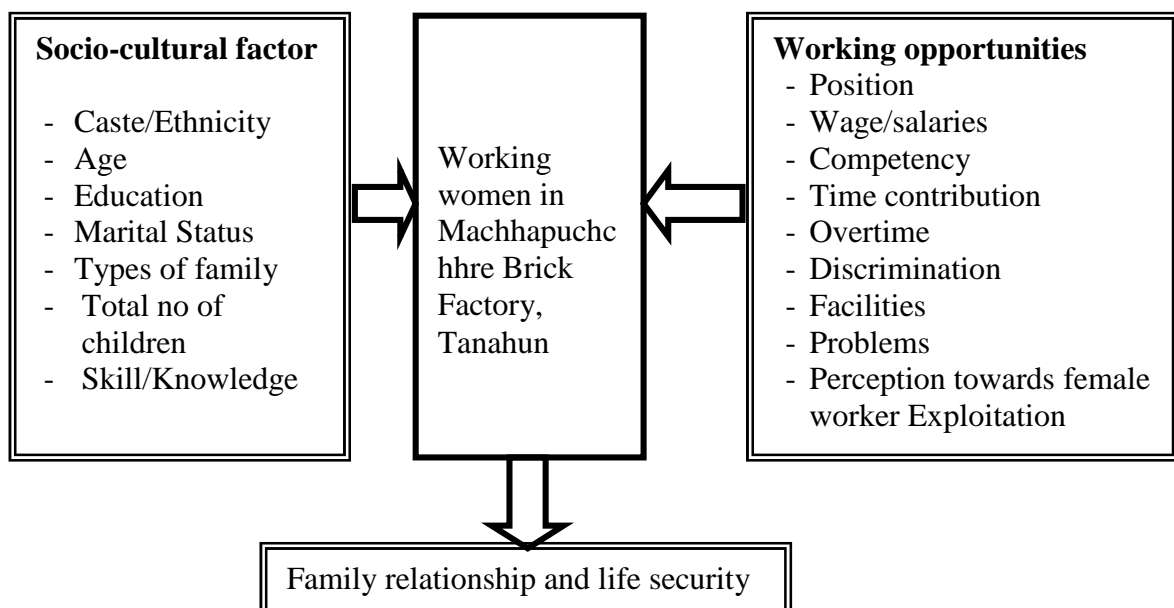 Socio-cultural factor
- Caste/Ethnicity
- Age
- Education
- Marital Status
- Types of family
- Total no of
children
- Skill/Knowledge
Working
women in
Machhapuchc
hhre Brick
Factory,
Tanahun
Working opportunities
- Position
- Wage/salaries
- Competency
- Time contribution
- Overtime
- Discrimination
- Facilities
- Problems
- Perception towards female
worker Exploitation
Family relationship and life security